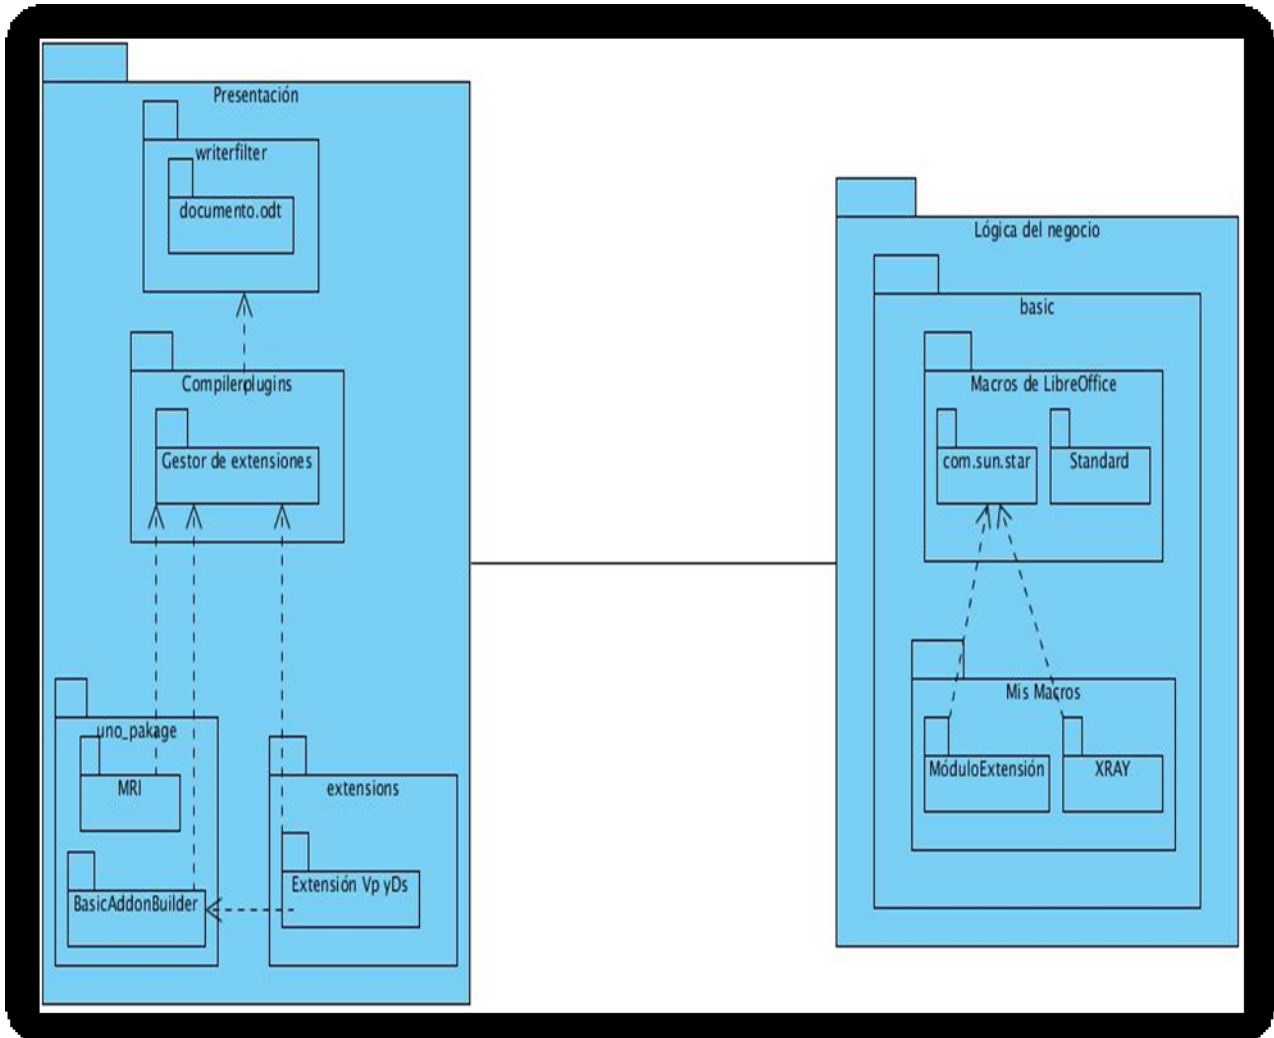 Presentación
writerfilter
documento.odt
Compilerplugins
Gestor de extensiones
uno_pakage
MRI
BasicAddonBuilder
extensions
Extensión Vp yDs
Lógica del negocio
basic
Macros de LibreOffice
com.sun.star
Standard
Mis Macros
MóduloExtensión
XRAY